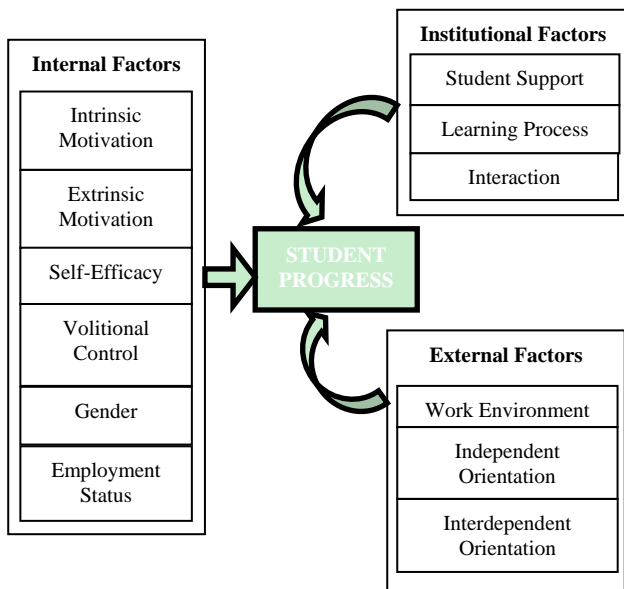 Internal Factors
Intrinsic
Motivation
Extrinsic
Motivation
Self-Efficacy
Volitional
Control
Gender
Employment
Status
Institutional Factors
Student Support
Learning Process
Interaction
STUDENT
PROGRESS
External Factors
Work Environment
Independent
Orientation
Interdependent
Orientation